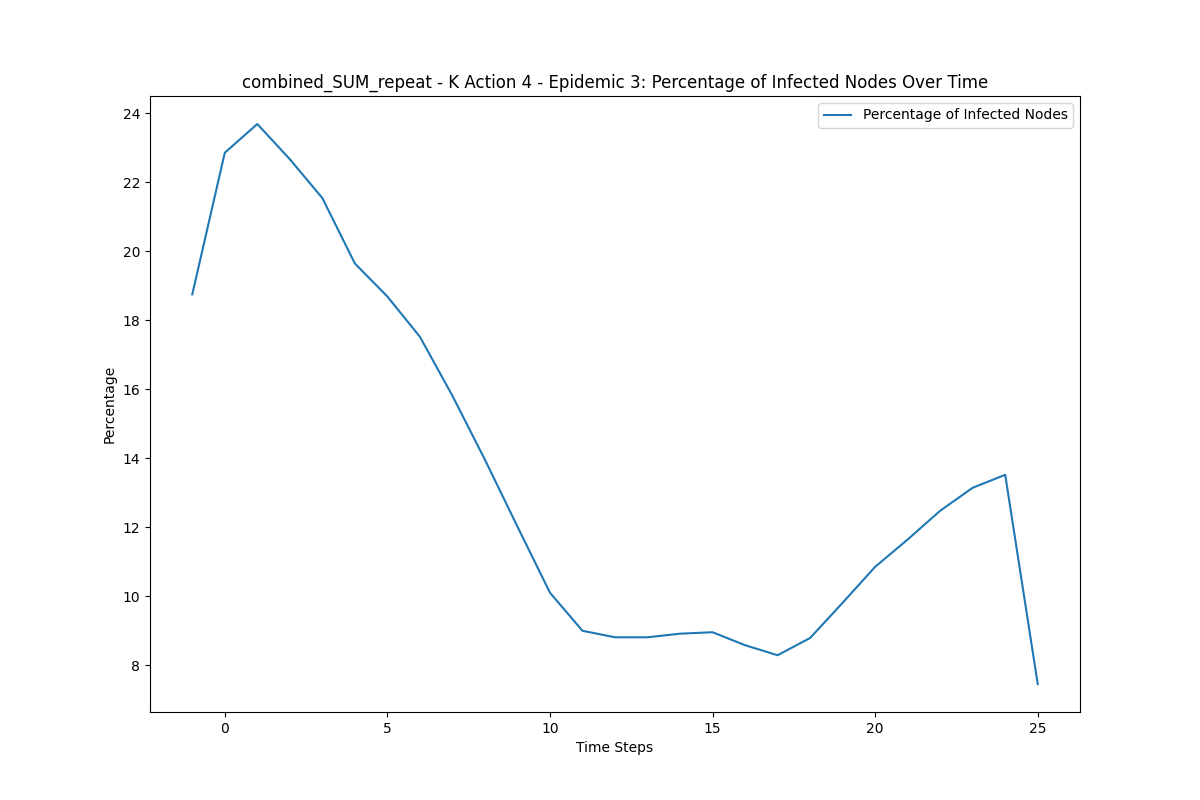 combined_SUM_repeat - K Action 4 - Epidemic 3: Percentage of Infected Nodes Over Time
Percentage of Infected Nodes
24
22
20
18
16
14
12
10
8
Percentage
0 5 10 15 20 25
Time Steps